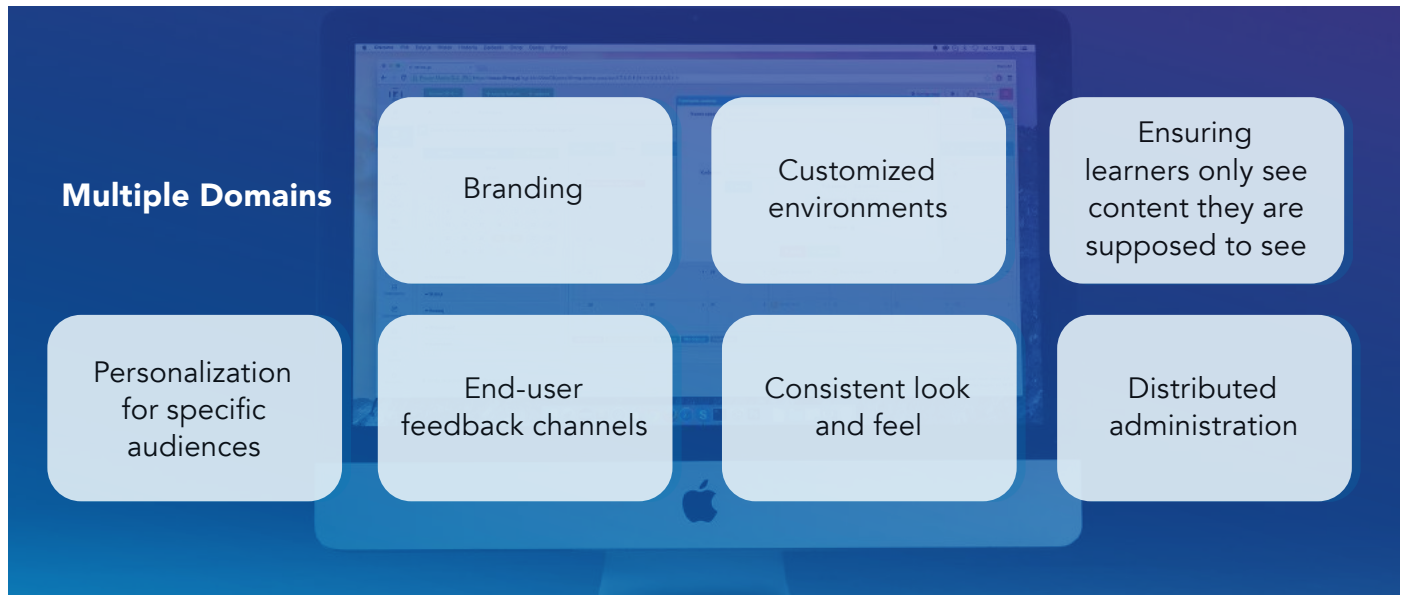 Multiple Domains
Branding
Customized
environments
Ensuring
learners only see
content they are
supposed to see
Personalization
for specific
audiences
End-user
feedback channels
Consistent look
and feel
Distributed
administration